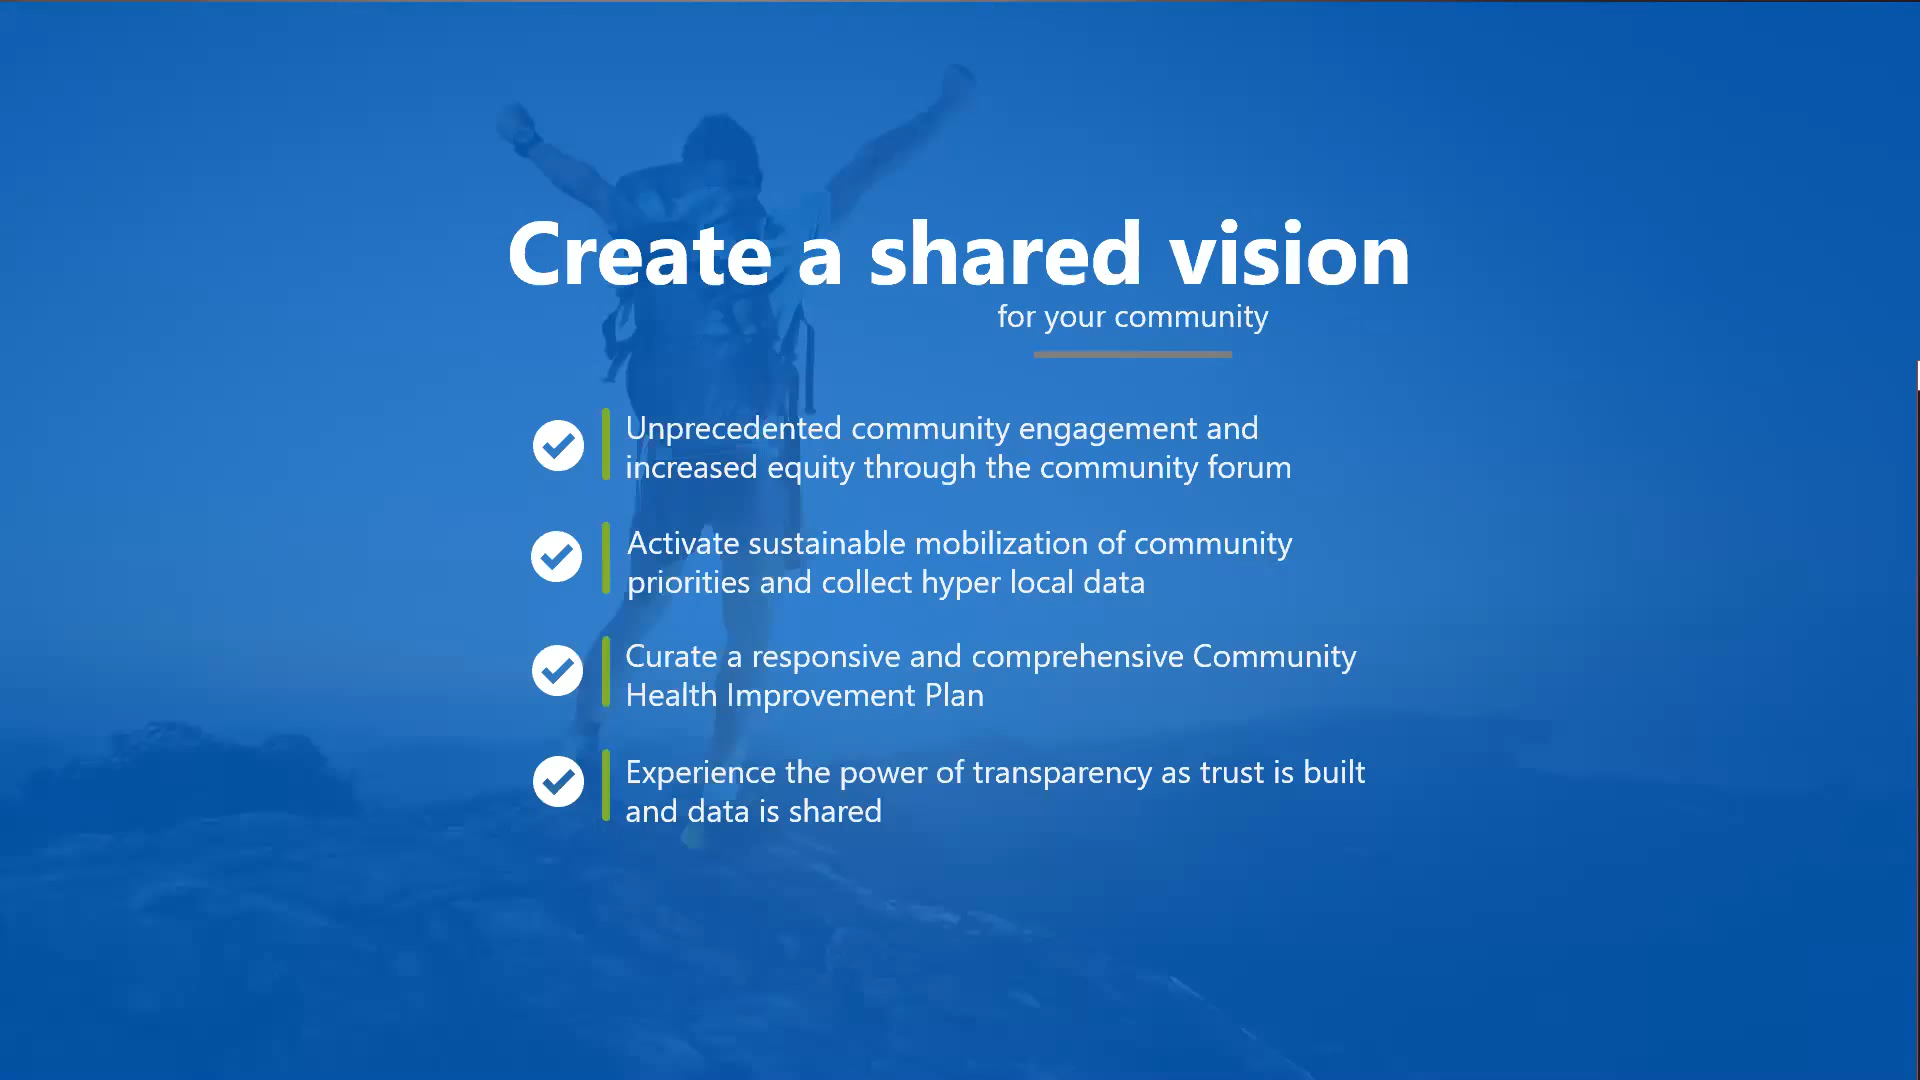 Create a shared vision
for your community
Unprecedented community engagement and
increased equity through the community forum
Activate sustainable mobilization of community
priorities and collect hyper local data
Curate a responsive and comprehensive Community
Health Improvement Plan
Experience the power of transparency as trust is built
and data is shared